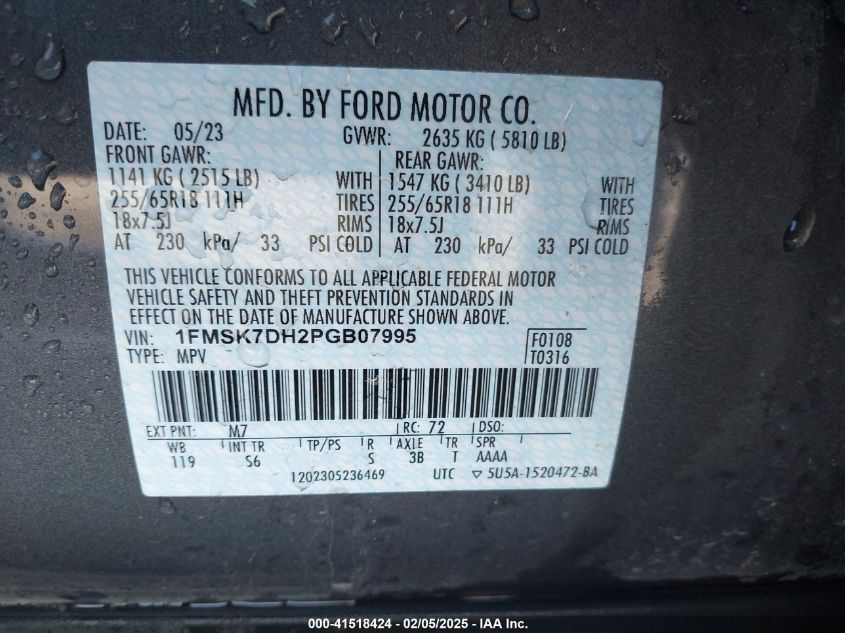 MFD. BY FORD MOTOR CO.
DATE: 05/23 GVWR: 2635 KG ( 5810 LB)
FRONT GAWR: REAR GAWR:
1141 KG ( 2515 LB) WITH 1547 KG ( 3410 LB) WITH
255/65R18 111H TIRES 255/65R18 111H TIRES
18x7.5J RIMS 18x7.5J RIMS
AT 230 kPa/ 33 PSI COLD AT 230 kPa/ 33 PSI COLD
THIS VEHICLE CONFORMS TO ALL APPLICABLE FEDERAL MOTOR
VEHICLE SAFETY AND THEFT PREVENTION STANDARDS IN
EFFECT ON THE DATE OF MANUFACTURE SHOWN ABOVE.
VIN: 1FMSK7DH2PGB07995 F0108
TYPE: MPV T0316
EXT PNT: M7 RC: 72 DSO:
WB INT TR TP/PS R AXLE TR SPR
119 S6 S 3B T AAAA
1202305236469 UTC ▽ 5U5A-1520472-BA
000-41518424 - 02/05/2025 - IAA Inc.